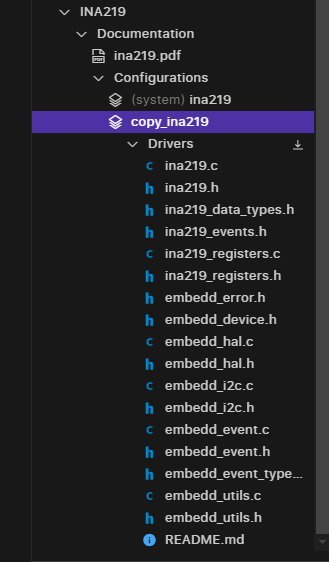 INA219
Documentation
ina219.pdf
Configurations
(system) ina219
copy_ina219
Drivers
c ina219.c
h ina219.h
h ina219_data_types.h
h ina219_events.h
c ina219_registers.c
h ina219_registers.h
h embedd_error.h
h embedd_device.h
c embedd_hal.c
h embedd_hal.h
c embedd_i2c.c
h embedd_i2c.h
c embedd_event.c
h embedd_event.h
h embedd_event_type...
c embedd_utils.c
h embedd_utils.h
README.md